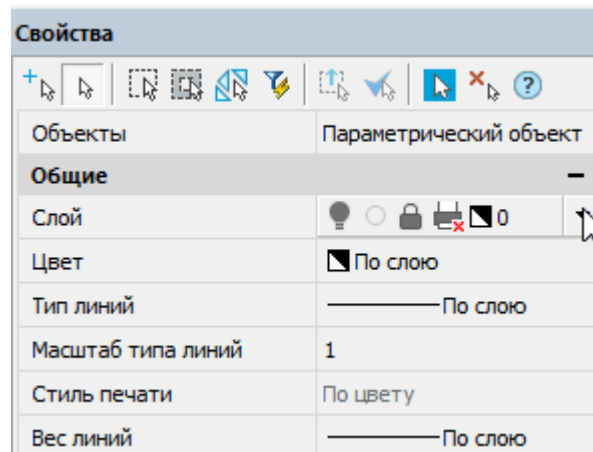 Свойства
Объекты Параметрический объект
Общие
Слой 0
Цвет По слою
Тип линий По слою
Масштаб типа линий 1
Стиль печати По цвету
Вес линий По слою